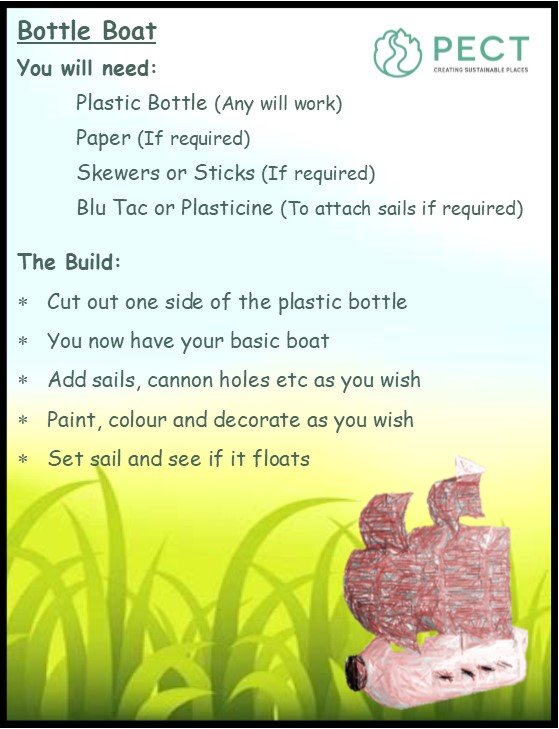 Bottle Boat
PECT
CREATING SUSTAINABLE PLACES
You will need:
Plastic Bottle (Any will work)
Paper (If required)
Skewers or Sticks (If required)
Blu Tac or Plasticine (To attach sails if required)
The Build:
* Cut out one side of the plastic bottle
* You now have your basic boat
* Add sails, cannon holes etc as you wish
* Paint, colour and decorate as you wish
* Set sail and see if it floats